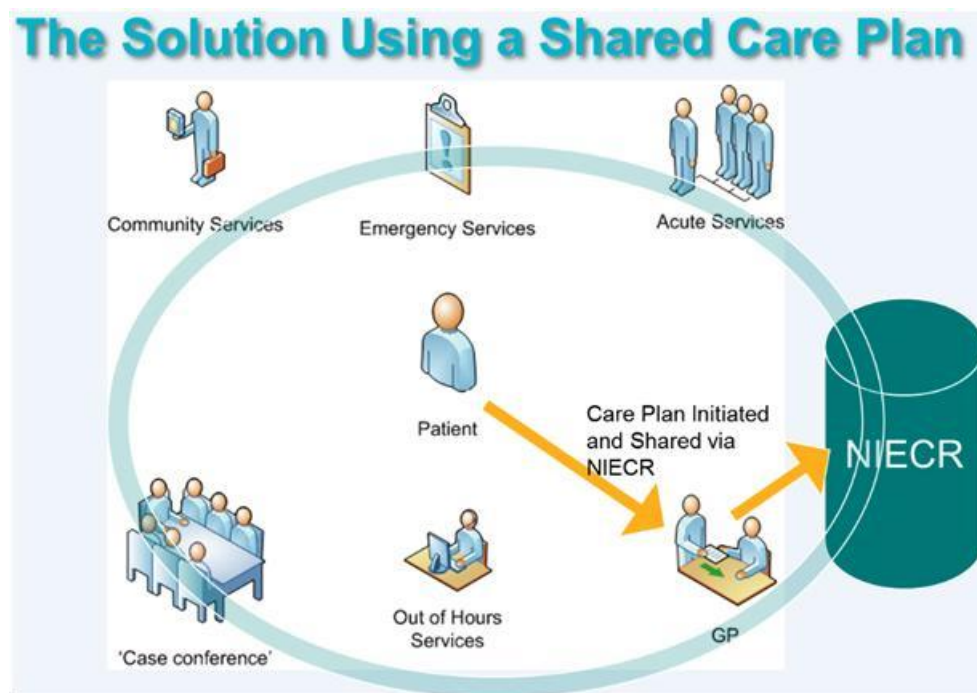 The Solution Using a Shared Care Plan
Community Services
Emergency Services
Acute Services
Patient
Care Plan Initiated
and Shared via
NIECR
NIECR
'Case conference'
Out of Hours
Services
GP